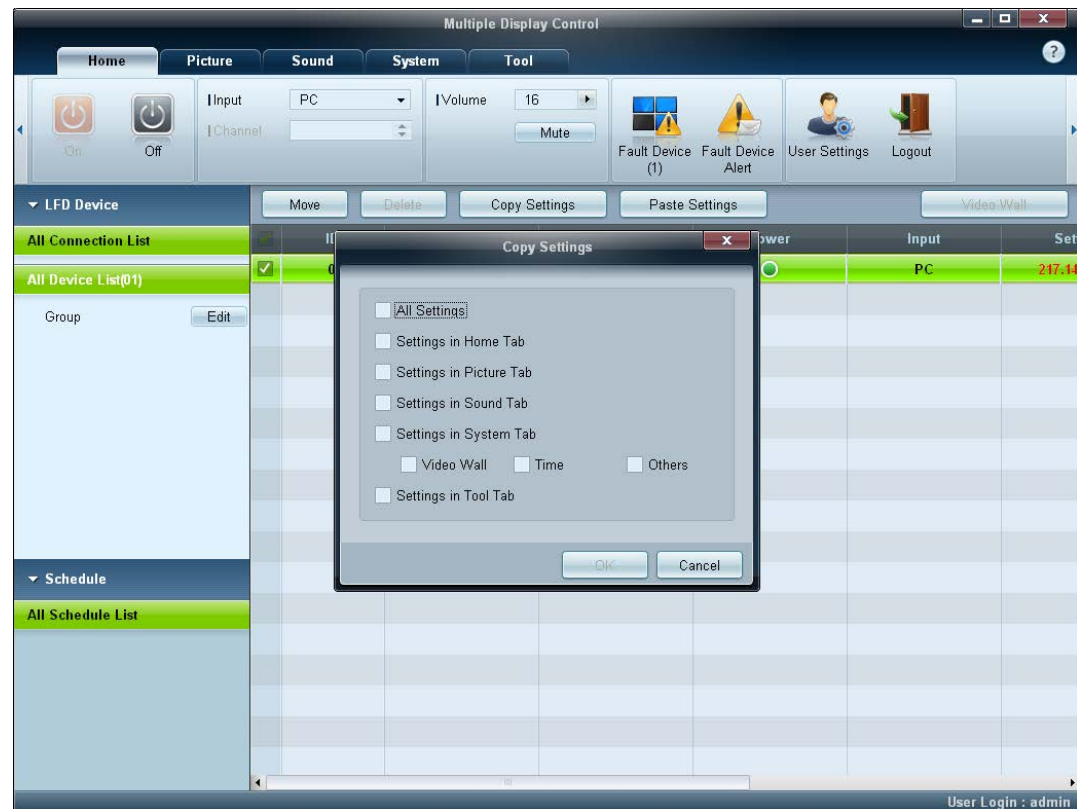 Multiple Display Control
Home Picture Sound System Tool ?
Input PC Volume 16
Channel Mute
On Off Fault Device (1) Fault Device Alert User Settings Logout
LFD Device Move Delete Copy Settings Paste Settings Video Wall
All Connection List Input
All Device List(01) PC 217.14
Group Edit
Copy Settings
All Settings
Settings in Home Tab
Settings in Picture Tab
Settings in Sound Tab
Settings in System Tab
Video Wall Time Others
Settings in Tool Tab
OK Cancel
Schedule
All Schedule List
User Login : admin